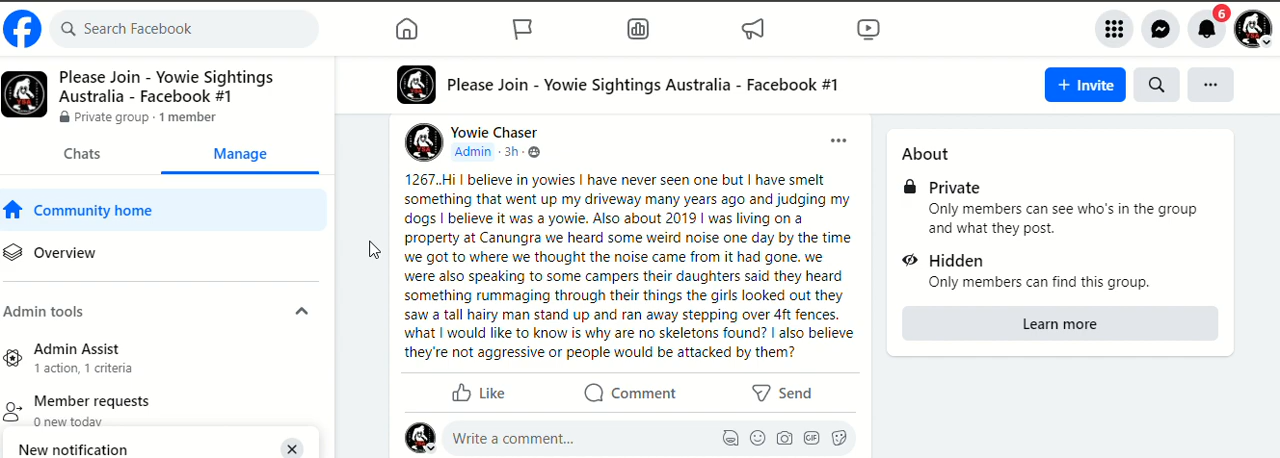 Search Facebook
6
Please Join - Yowie Sightings
Australia - Facebook #1
Private group · 1 member
Chats
Manage
Community home
Overview
Admin tools
Admin Assist
1 action, 1 criteria
Member requests
0 new today
New notification
Please Join - Yowie Sightings Australia - Facebook #1
+ Invite
Yowie Chaser
Admin · 3h ·
1267..Hi I believe in yowies I have never seen one but I have smelt
something that went up my driveway many years ago and judging my
dogs I believe it was a yowie. Also about 2019 I was living on a
property at Canungra we heard some weird noise one day by the time
we got to where we thought the noise came from it had gone. we
were also speaking to some campers their daughters said they heard
something rummaging through their things the girls looked out they
saw a tall hairy man stand up and ran away stepping over 4ft fences.
what I would like to know is why are no skeletons found? I also believe
they're not aggressive or people would be attacked by them?
Like
Comment
Send
Write a comment...
GIF
About
Private
Only members can see who's in the group
and what they post.
Hidden
Only members can find this group.
Learn more